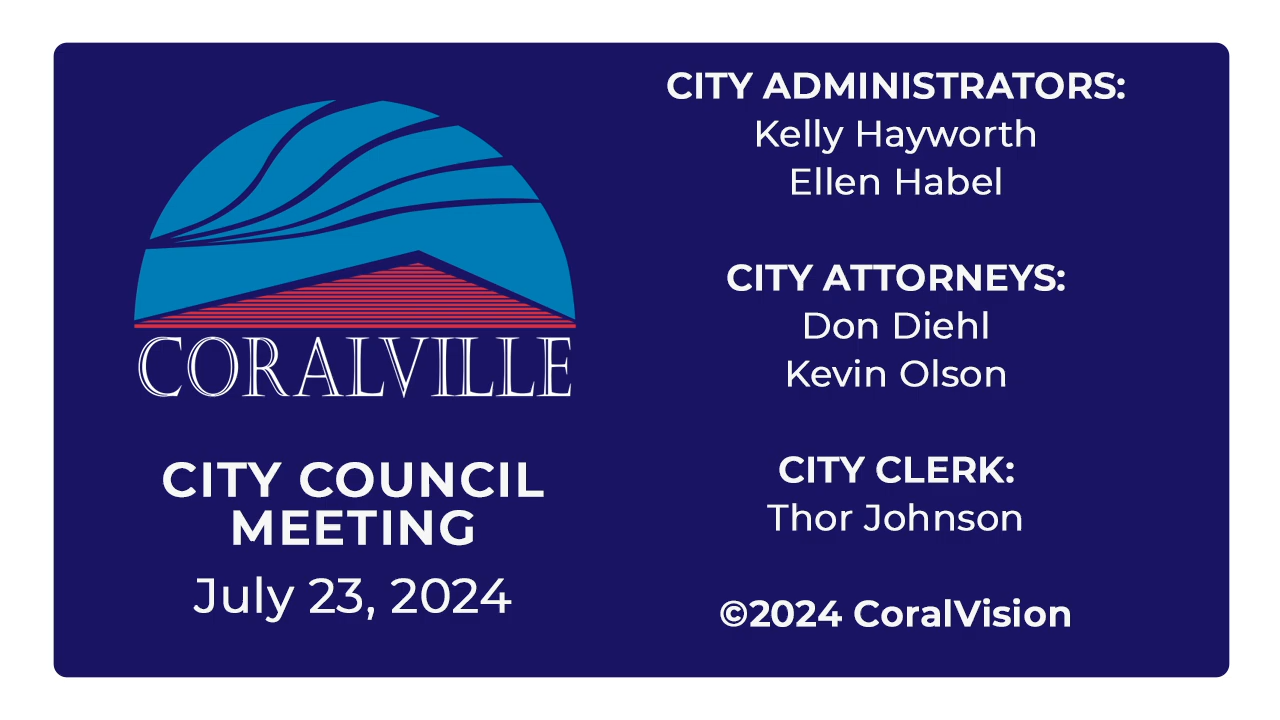 CORALVILLE
CITY COUNCIL
MEETING
July 23, 2024
CITY ADMINISTRATORS:
Kelly Hayworth
Ellen Habel
CITY ATTORNEYS:
Don Diehl
Kevin Olson
CITY CLERK:
Thor Johnson
©2024 CoralVision